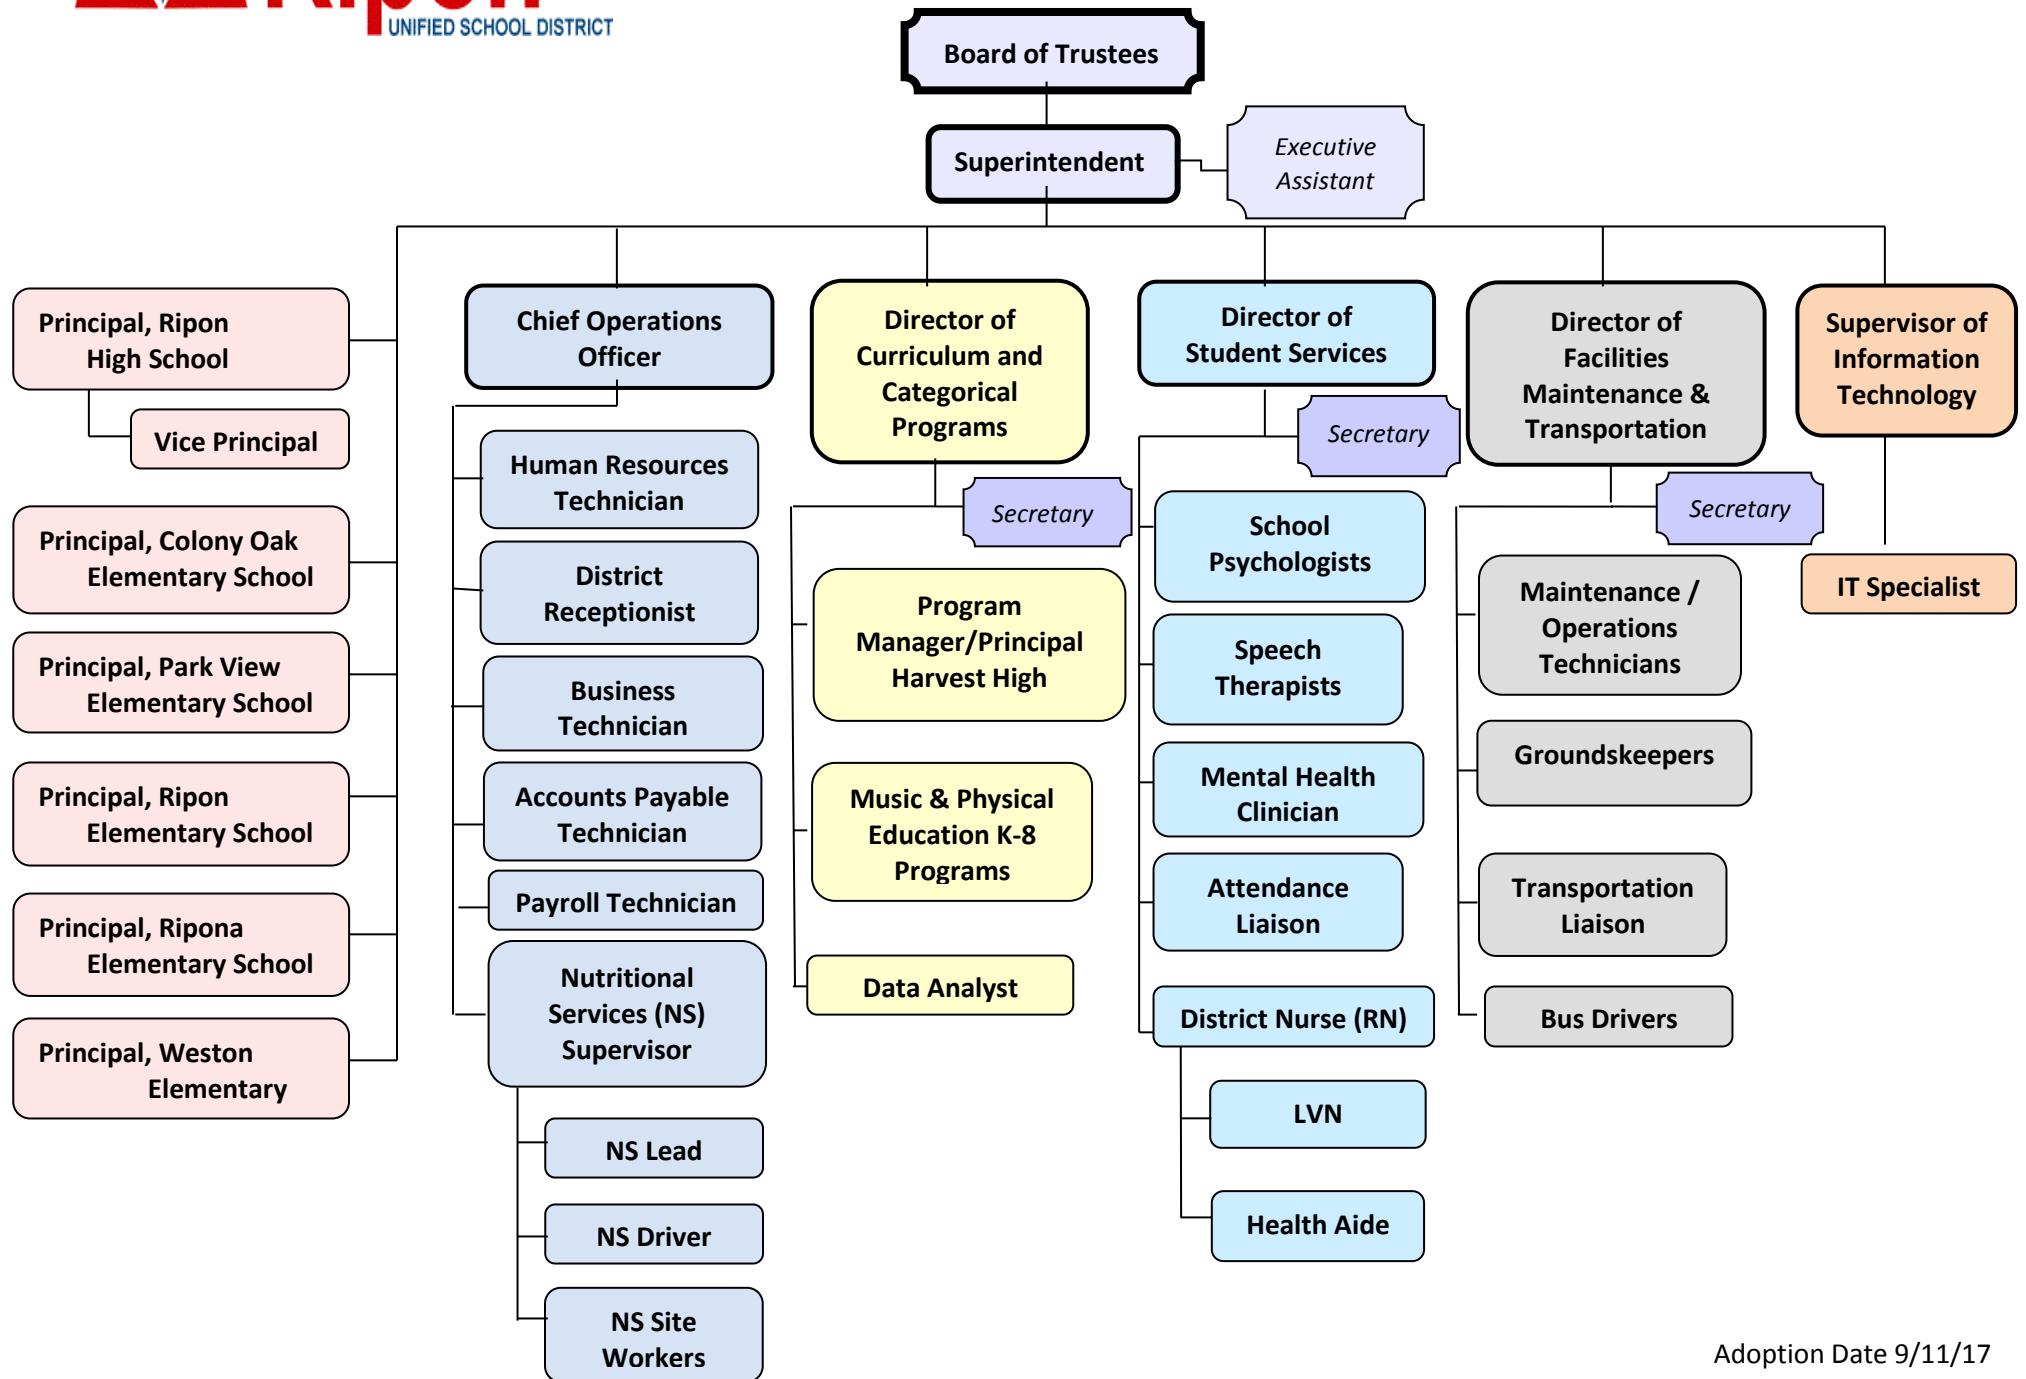 Ripon
UNIFIED SCHOOL DISTRICT
Board of Trustees
Superintendent
Executive
Assistant
Principal, Ripon
High School
Vice Principal
Principal, Colony Oak
Elementary School
Principal, Park View
Elementary School
Principal, Ripon
Elementary School
Principal, Ripona
Elementary School
Principal, Weston
Elementary
Chief Operations
Officer
Human Resources
Technician
District
Receptionist
Business
Technician
Accounts Payable
Technician
Payroll Technician
Nutritional
Services (NS)
Supervisor
NS Lead
NS Driver
NS Site
Workers
Director of
Curriculum and
Categorical
Programs
Secretary
Program
Manager/Principal
Harvest High
Music & Physical
Education K-8
Programs
Data Analyst
Director of
Student Services
Secretary
School
Psychologists
Speech
Therapists
Mental Health
Clinician
Attendance
Liaison
District Nurse (RN)
LVN
Health Aide
Director of
Facilities
Maintenance &
Transportation
Secretary
Maintenance /
Operations
Technicians
Groundskeepers
Transportation
Liaison
Bus Drivers
Supervisor of
Information
Technology
IT Specialist
Adoption Date 9/11/17